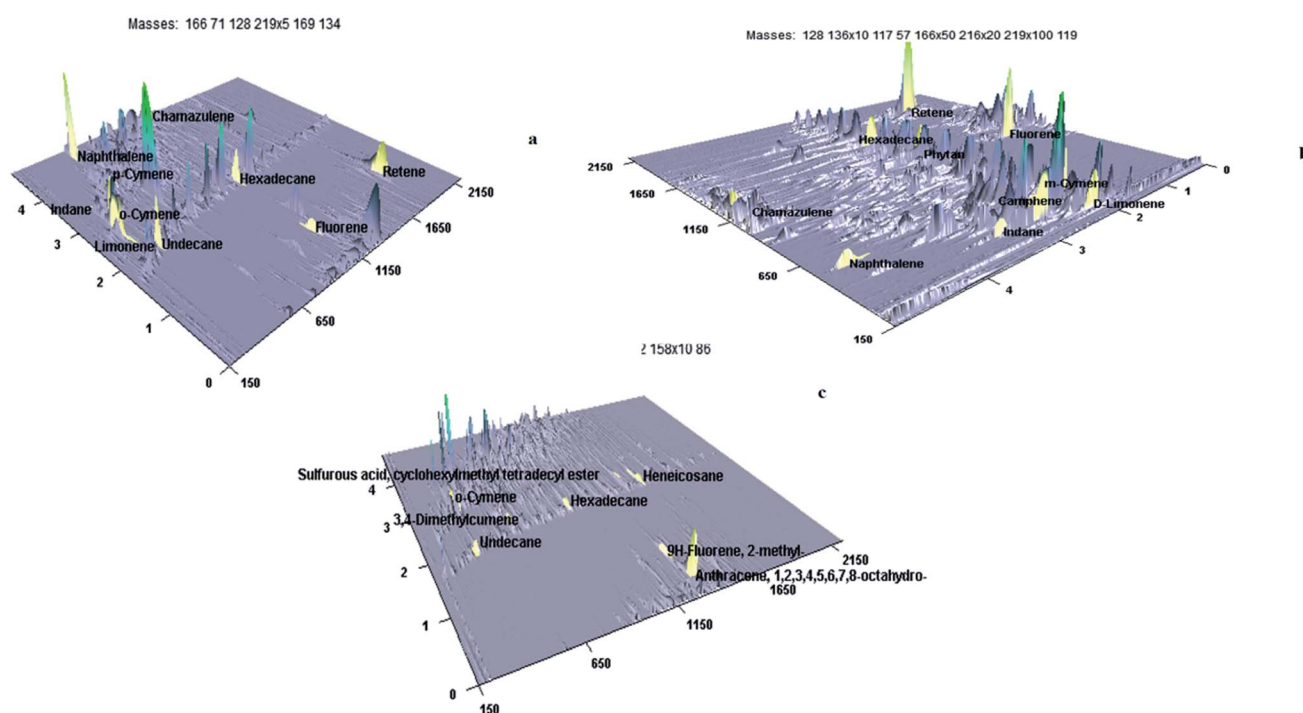 Masses: 166 71 128 219x5 169 134
a
Chamazulene
Naphthalene
p-Cymene
Hexadecane
Retene
Indane
o-Cymene
Limonene
Undecane
Fluorene
4
3
2
1
0
150
650
1150
1650
2150
Masses: 128 136x10 117 57 166x50 216x20 219x100 119
Retene
Hexadecane
Fluorene
Phytan
m-Cymene
Camphene
D-Limonene
Chamazulene
Indane
Naphthalene
2150
1650
1150
650
150
4
3
2
1
0
158x10 86
c
Sulfurous acid, cyclohexylmethyl tetradecyl ester
Heneicosane
o-Cymene
Hexadecane
3,4-Dimethylcumene
Undecane
9H-Fluorene, 2-methyl-
Anthracene, 1,2,3,4,5,6,7,8-octahydro-
4
3
2
1
0
150
650
1150
1650
2150